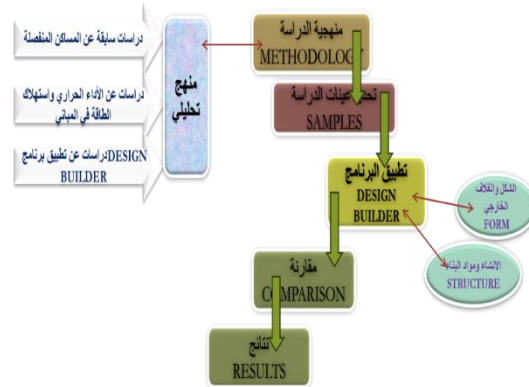 دراسات سابقة عن المساكن المنفصلة
دراسات عن الأداء الحراري واستهلاك
الطاقة في المباني
دراسات عن تطبيق برنامج DESIGN
BUILDER
منهج
تحليلي
منهجية الدراسة
METHODOLOGY
عينات الدراسة
SAMPLES
تطبيق البرنامج
DESIGN
BUILDER
الشكل والغلاف
الخارجي
FORM
الانشاء ومواد البناء
STRUCTURE
مقارنة
COMPARISON
نتائج
RESULTS